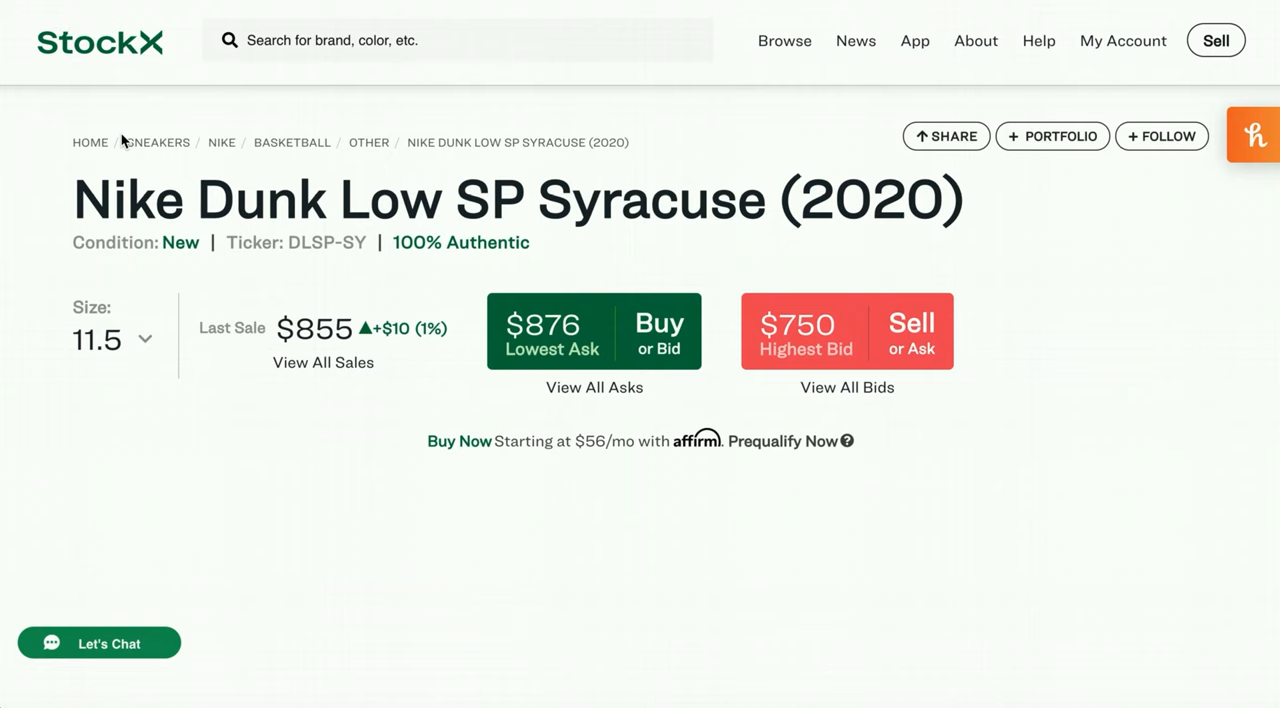 StockX
Search for brand, color, etc.
Browse News App About Help My Account Sell
HOME / SNEAKERS / NIKE / BASKETBALL / OTHER / NIKE DUNK LOW SP SYRACUSE (2020)
SHARE + PORTFOLIO + FOLLOW
Nike Dunk Low SP Syracuse (2020)
Condition: New | Ticker: DLSP-SY | 100% Authentic
Size:
11.5
Last Sale $855 ▲+$10 (1%)
View All Sales
$876 Buy
Lowest Ask or Bid
View All Asks
$750 Sell
Highest Bid or Ask
View All Bids
Buy Now Starting at $56/mo with affirm. Prequalify Now?
Let's Chat
h